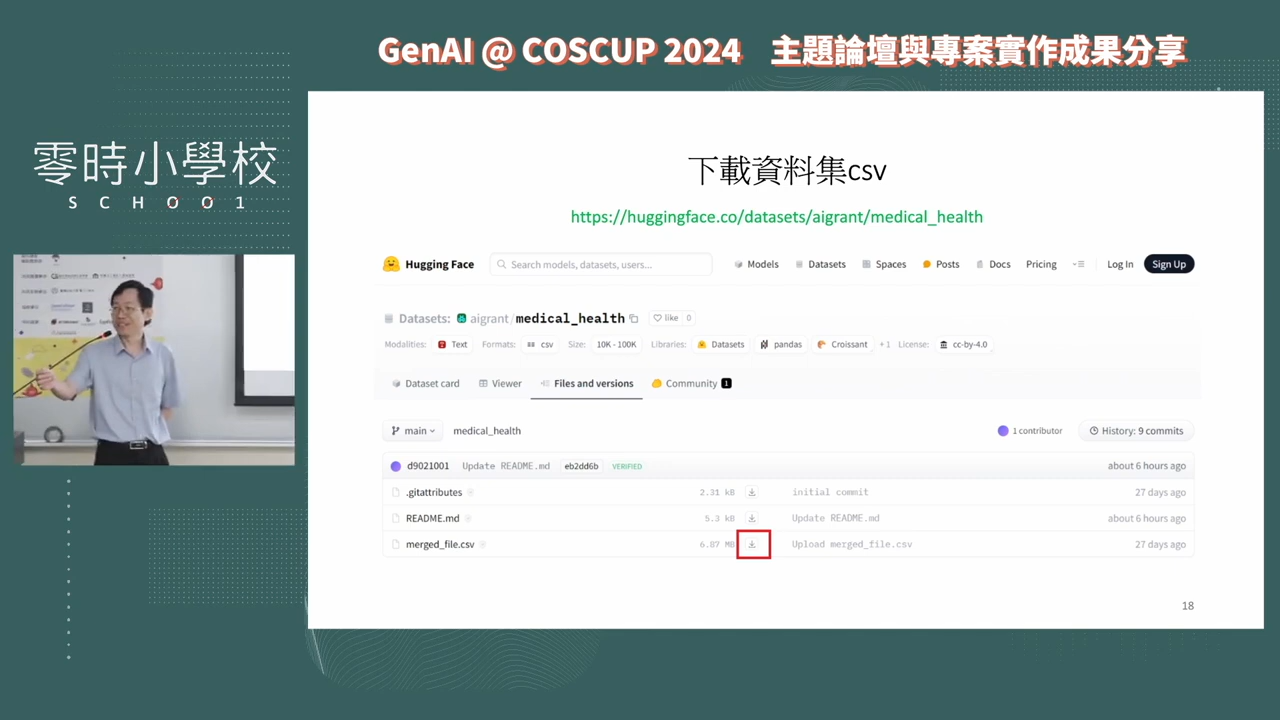 GenAI @ COSCUP 2024 主題論壇與專案實作成果分享
零時小學校
SCHOO1
下載資料集csv
https://huggingface.co/datasets/aigrant/medical_health
Hugging Face Search models, datasets, users... Models Datasets Spaces Posts Docs Pricing Log In Sign Up
Datasets: aigrant/medical_health like 0
Modalities: Text Formats: csv Size: 10K - 100K Libraries: Datasets pandas Croissant + 1 License: cc-by-4.0
Dataset card Viewer Files and versions Community 1
main medical_health 1 contributor History: 9 commits
d9021001 Update README.md eb2dd6b VERIFIED about 6 hours ago
.gitattributes 2.31 kB initial commit 27 days ago
README.md 5.3 kB Update README.md about 6 hours ago
merged_file.csv 6.87 MB Upload merged_file.csv 27 days ago
18